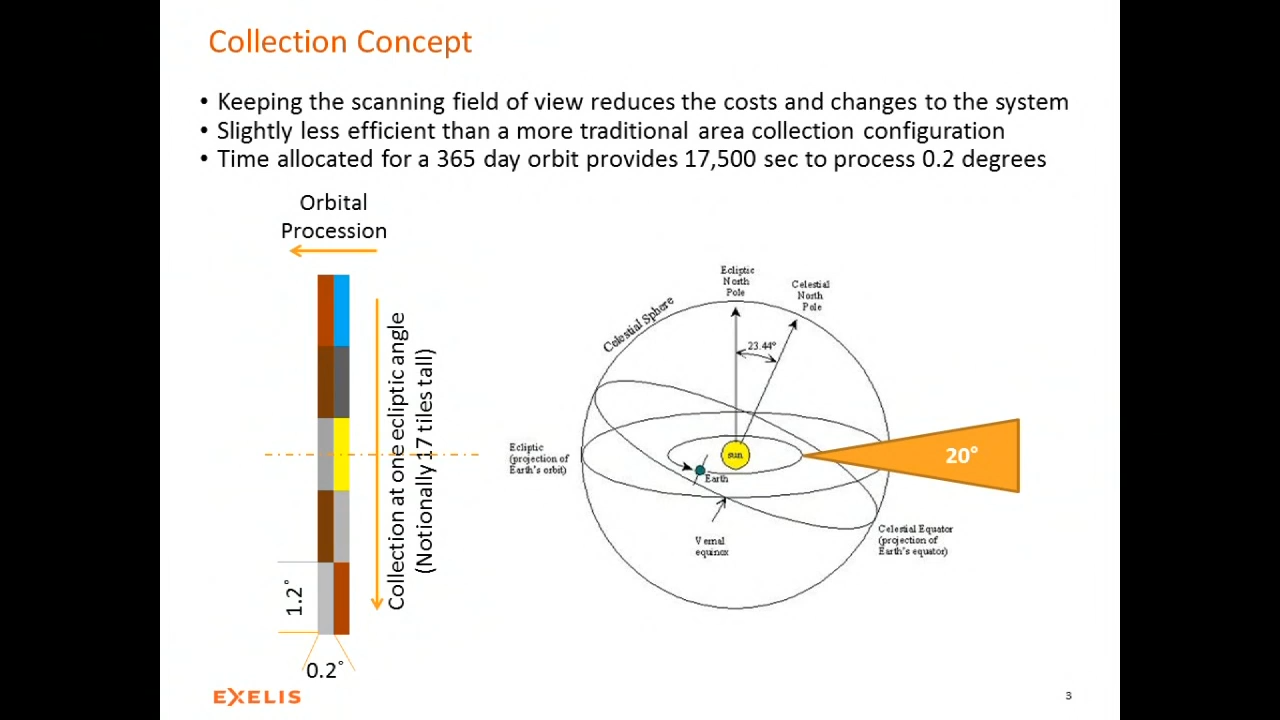 Collection Concept
• Keeping the scanning field of view reduces the costs and changes to the system
• Slightly less efficient than a more traditional area collection configuration
• Time allocated for a 365 day orbit provides 17,500 sec to process 0.2 degrees
Orbital
Procession
Collection at one ecliptic angle
(Notionally 17 tiles tall)
1.2°
0.2°
Ecliptic
North
Pole
Celestial
North
Pole
Celestial Sphere
23.44°
Ecliptic
(projection of
Earth's orbit)
sun
Earth
20°
Vernal
equinox
Celestial Equator
(projection of
Earth's equator)
EXELIS
3